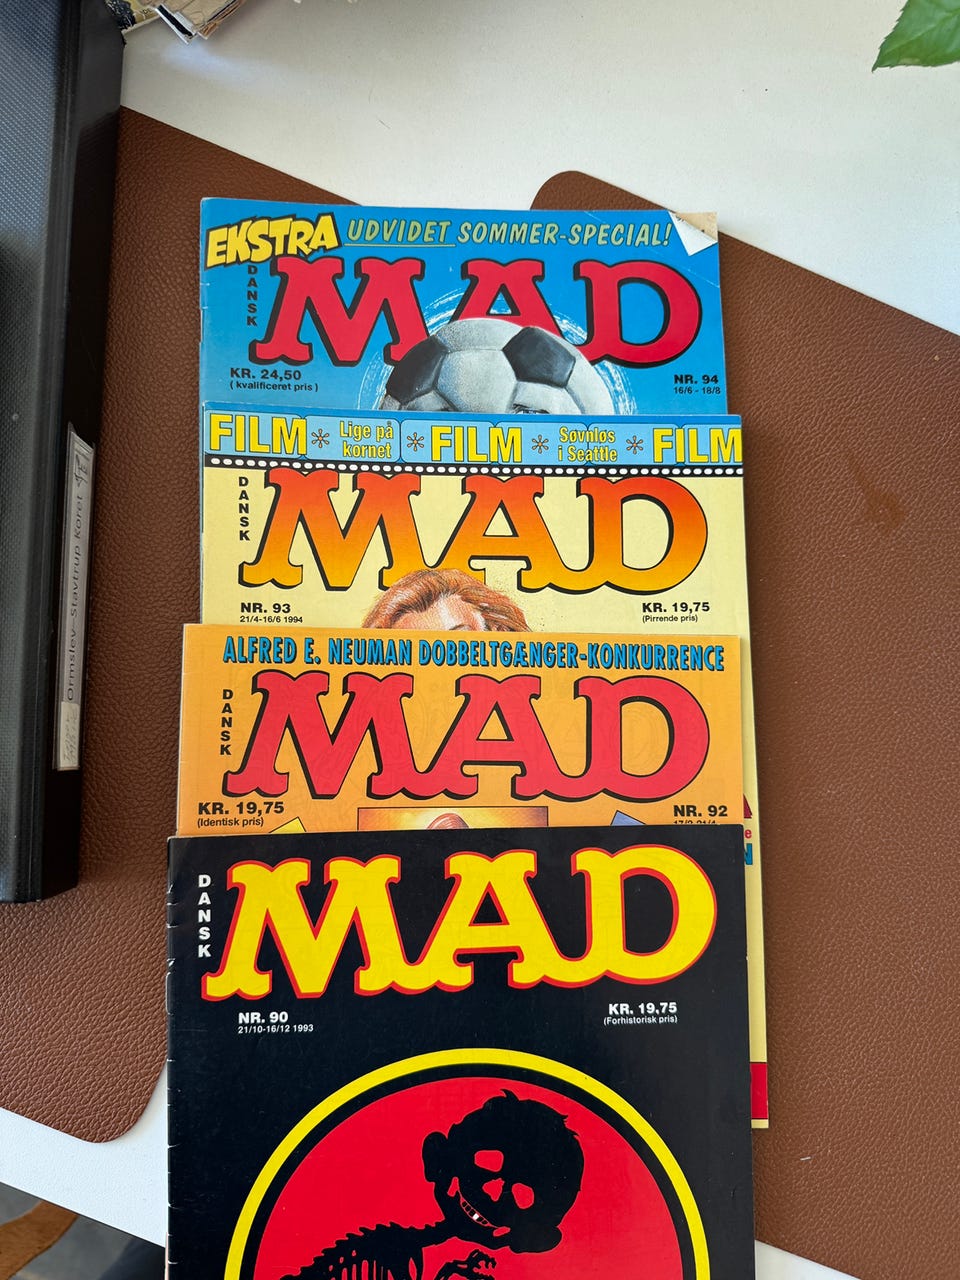 EKSTRA UDVIDET SOMMER-SPECIAL!
DANSK
MAD
KR. 24,50
( kvalificeret pris )
NR. 94
16/6 - 18/8
FILM * Lige på kornet * FILM * Søvnløs i Seattle * FILM
DANSK
MAD
NR. 93
21/4-16/6 1994
KR. 19,75
(Pirrende pris)
ALFRED E. NEUMAN DOBBELTGÆNGER-KONKURRENCE
DANSK
MAD
KR. 19,75
(Identisk pris)
NR. 92
DANSK
MAD
NR. 90
21/10-16/12 1993
KR. 19,75
(Forhistorisk pris)
Ormslev-Stavtrup Koret